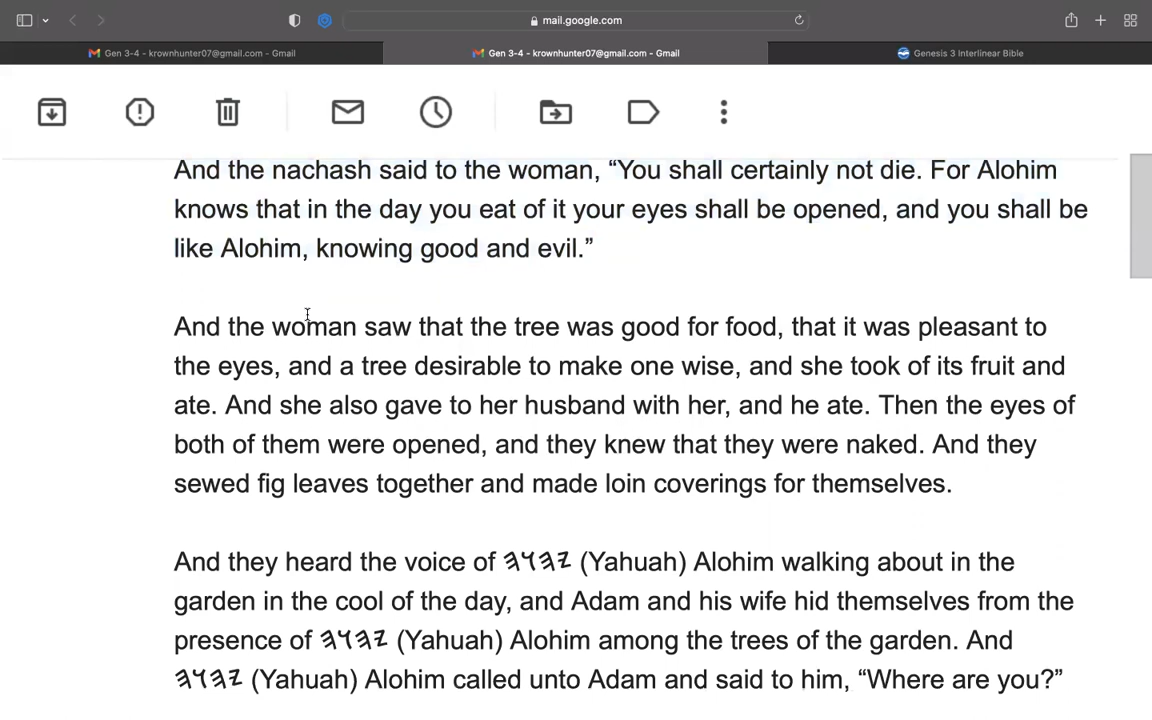 mail.google.com
Gen 3-4 - krownhunter07@gmail.com - Gmail
Gen 3-4 - krownhunter07@gmail.com - Gmail
Genesis 3 Interlinear Bible
And the nachash said to the woman, “You shall certainly not die. For Alohim
knows that in the day you eat of it your eyes shall be opened, and you shall be
like Alohim, knowing good and evil.”
And the woman saw that the tree was good for food, that it was pleasant to
the eyes, and a tree desirable to make one wise, and she took of its fruit and
ate. And she also gave to her husband with her, and he ate. Then the eyes of
both of them were opened, and they knew that they were naked. And they
sewed fig leaves together and made loin coverings for themselves.
And they heard the voice of 𐤉𐤄𐤅𐤄 (Yahuah) Alohim walking about in the
garden in the cool of the day, and Adam and his wife hid themselves from the
presence of 𐤉𐤄𐤅𐤄 (Yahuah) Alohim among the trees of the garden. And
𐤉𐤄𐤅𐤄 (Yahuah) Alohim called unto Adam and said to him, “Where are you?”